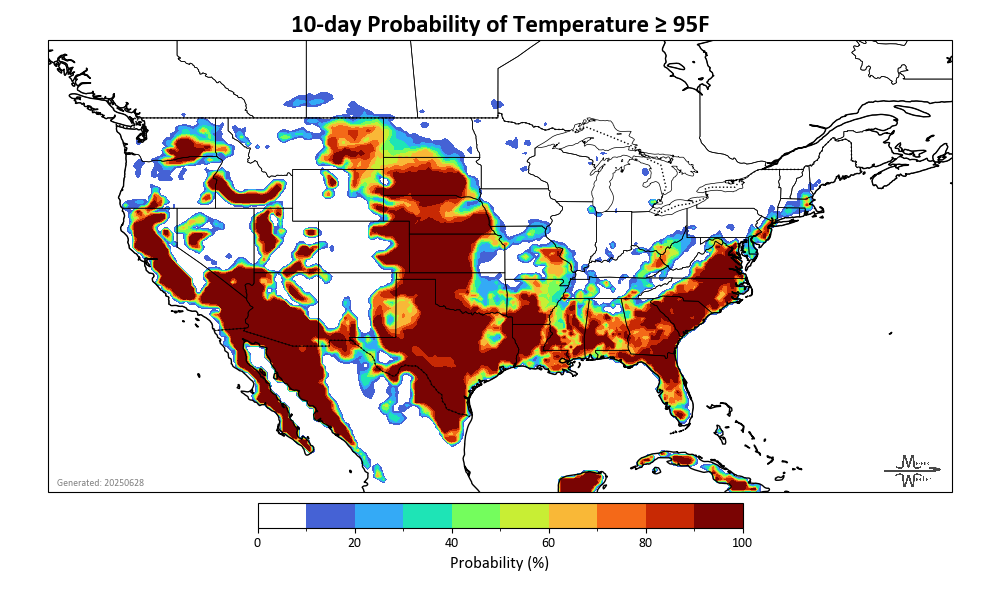 10-day Probability of Temperature ≥ 95F
Generated: 20250628
0 20 40 60 80 100
Probability (%)